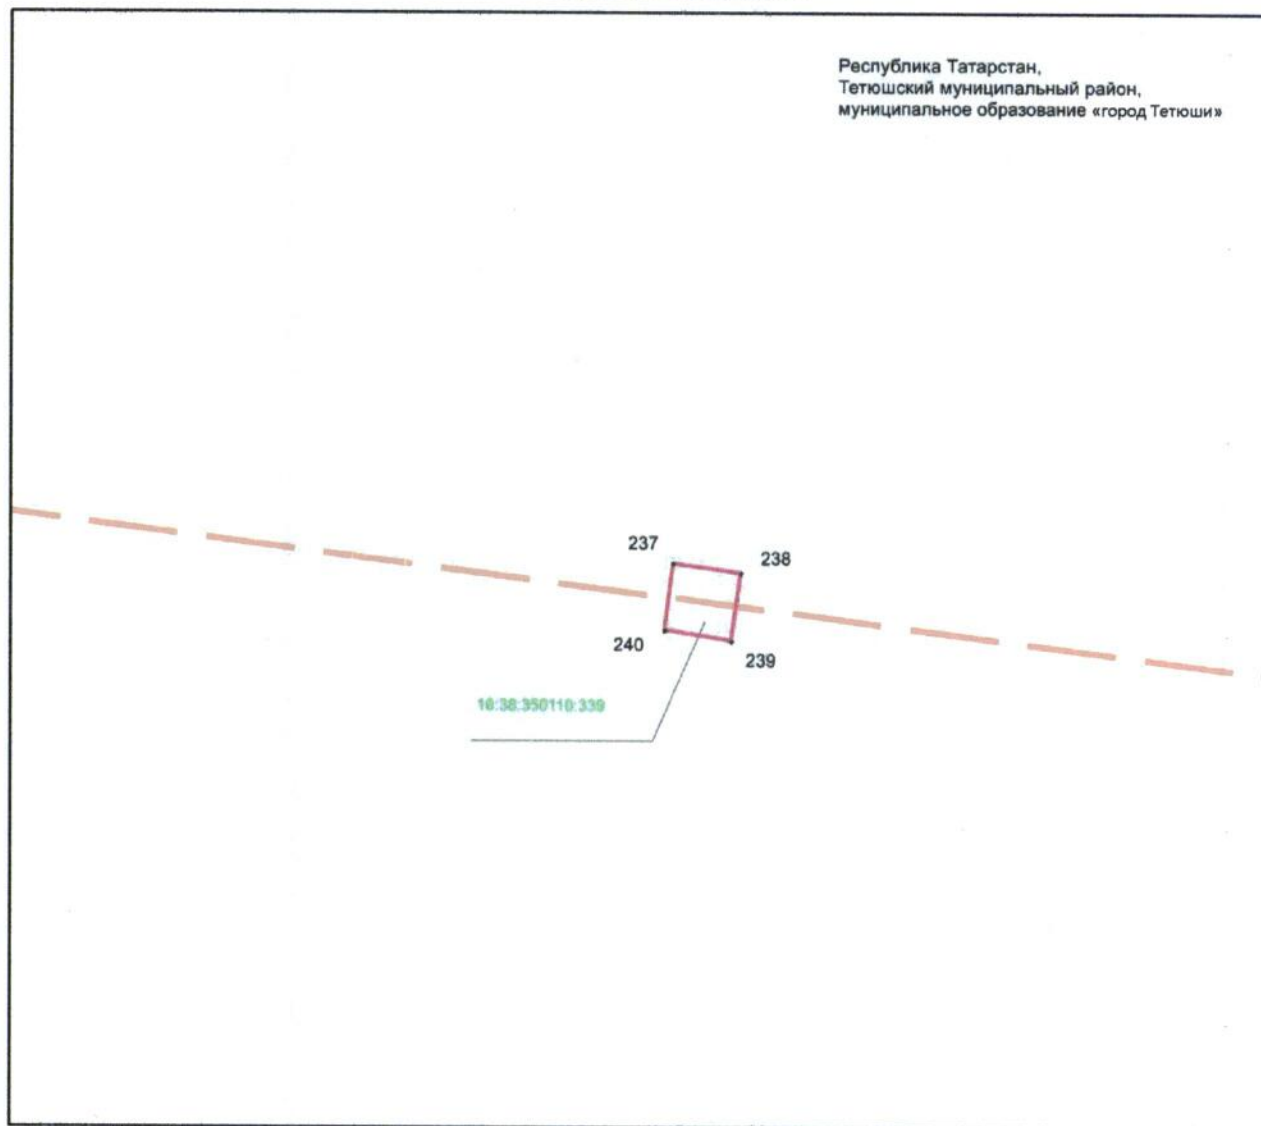 Республика Татарстан,
Тетюшский муниципальный район,
муниципальное образование «город Тетюши»
237
238
240
239
16:38:350110:339